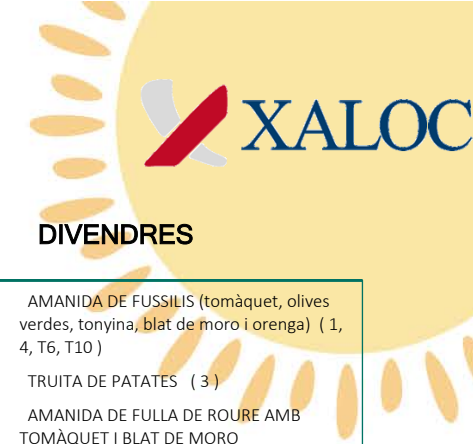 XALOC
DIVENDRES
AMANIDA DE FUSSILIS (tomàquet, olives
verdes, tonyina, blat de moro i orenga) ( 1,
4, T6, T10 )
TRUITA DE PATATES ( 3 )
AMANIDA DE FULLA DE ROURE AMB
TOMÀQUET I BLAT DE MORO